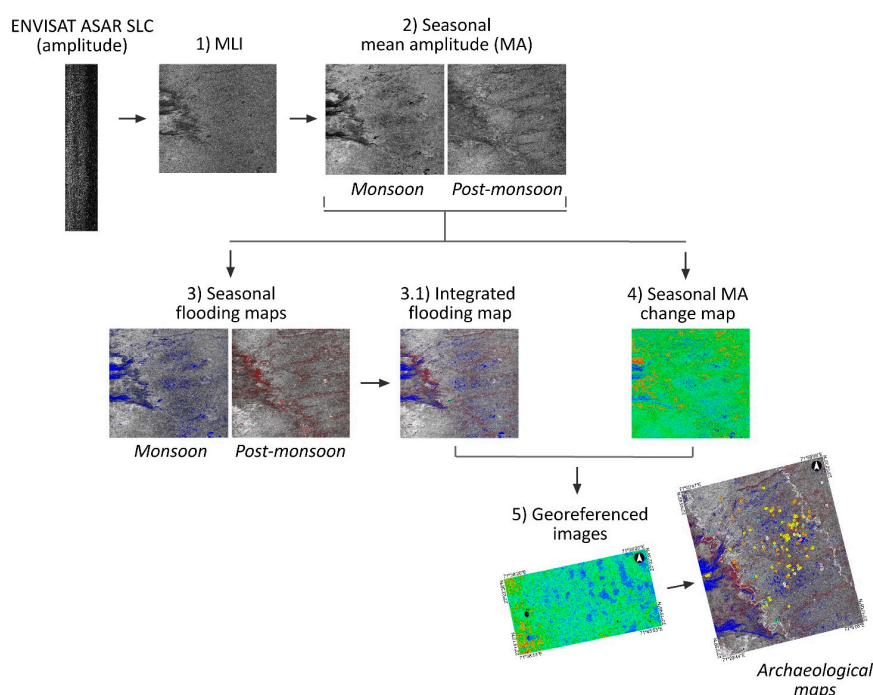 ENVISAT ASAR SLC
(amplitude)
1) MLI
2) Seasonal
mean amplitude (MA)
Monsoon
Post-monsoon
3) Seasonal
flooding maps
3.1) Integrated
flooding map
4) Seasonal MA
change map
Monsoon
Post-monsoon
5) Georeferenced
images
Archaeological
maps